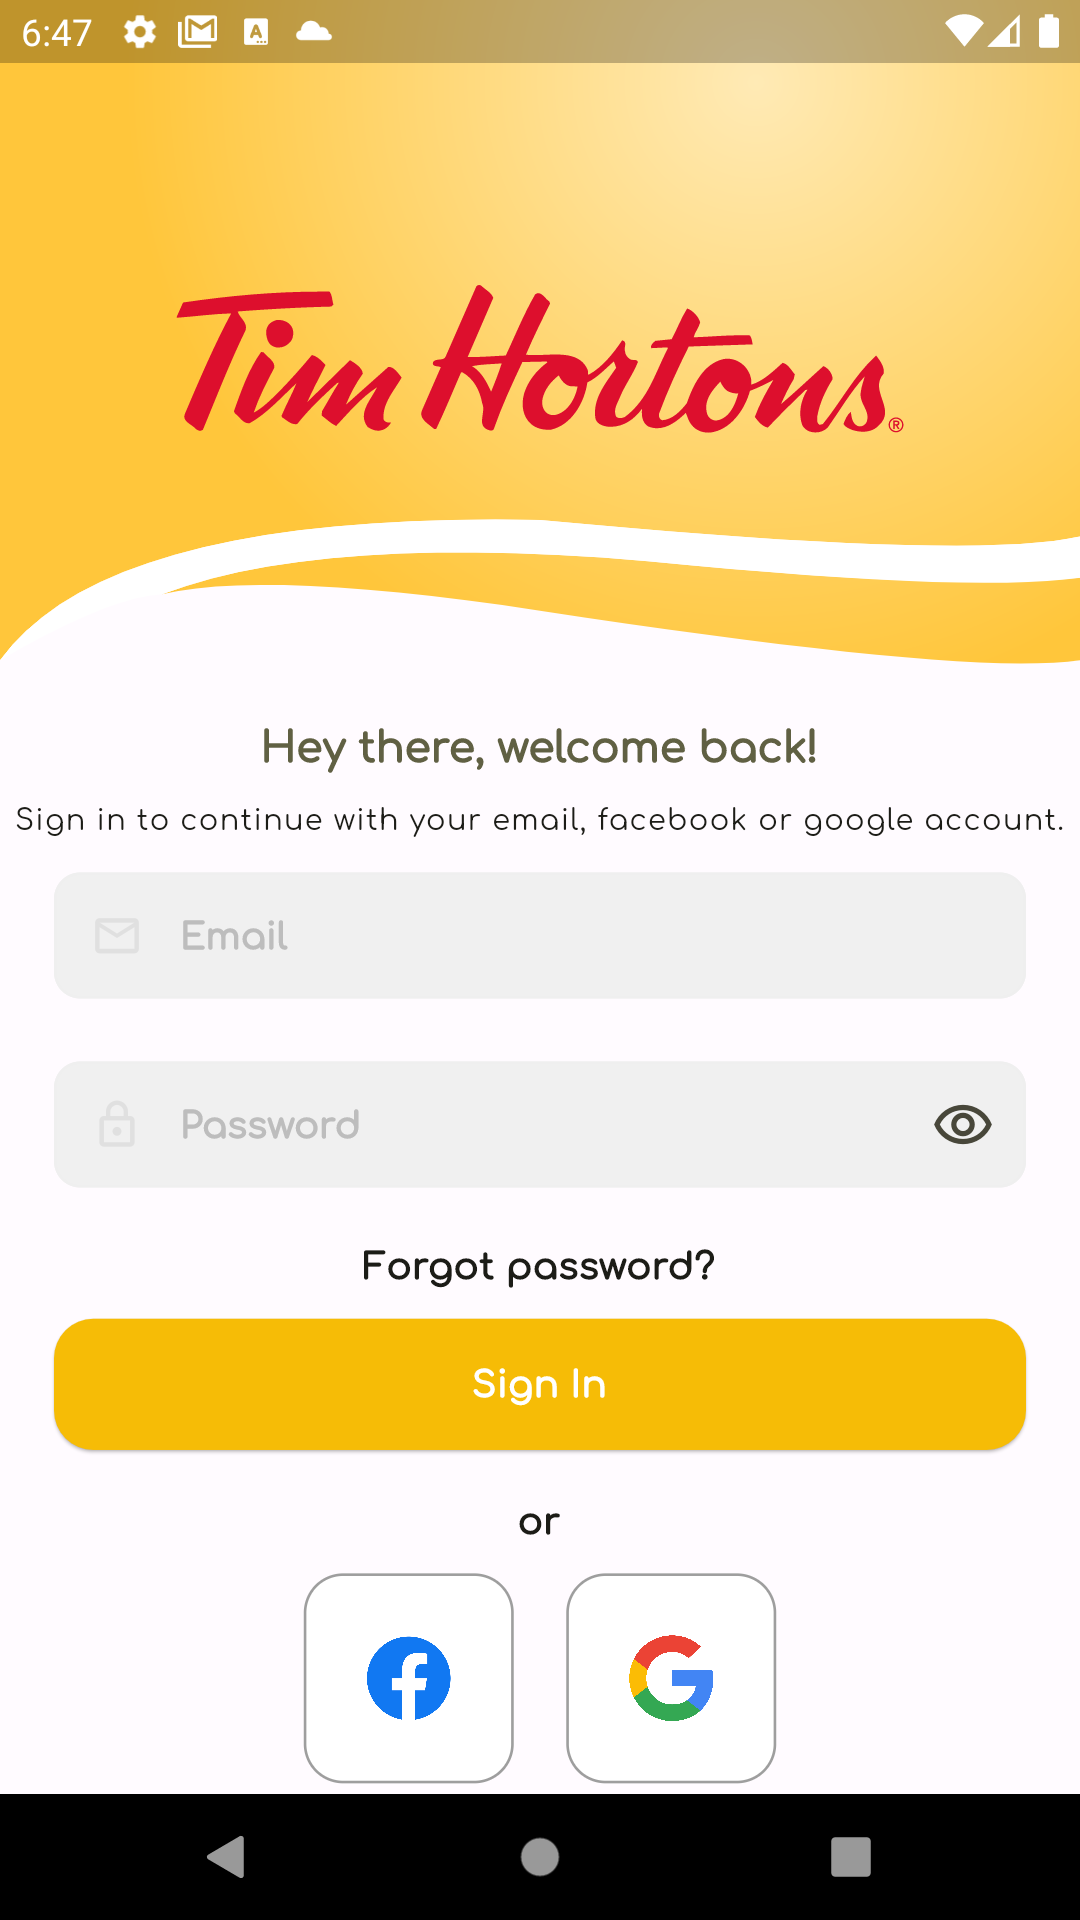 6:47
Tim Hortons®
Hey there, welcome back!
Sign in to continue with your email, facebook or google account.
Email
Password
Forgot password?
Sign In
or